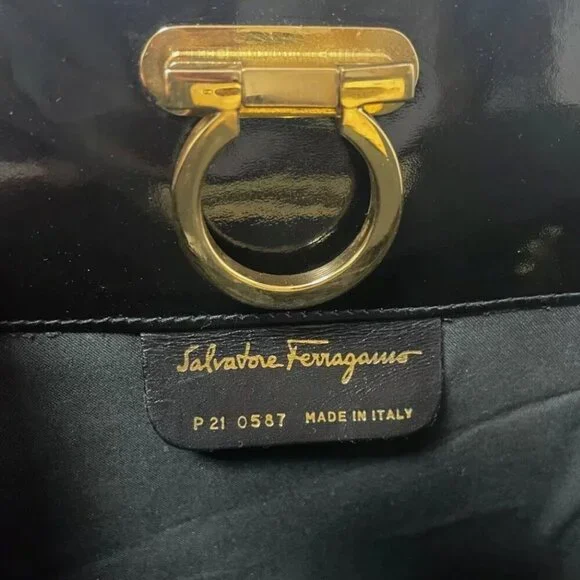 Salvatore Ferragamo
P 21 0587 MADE IN ITALY